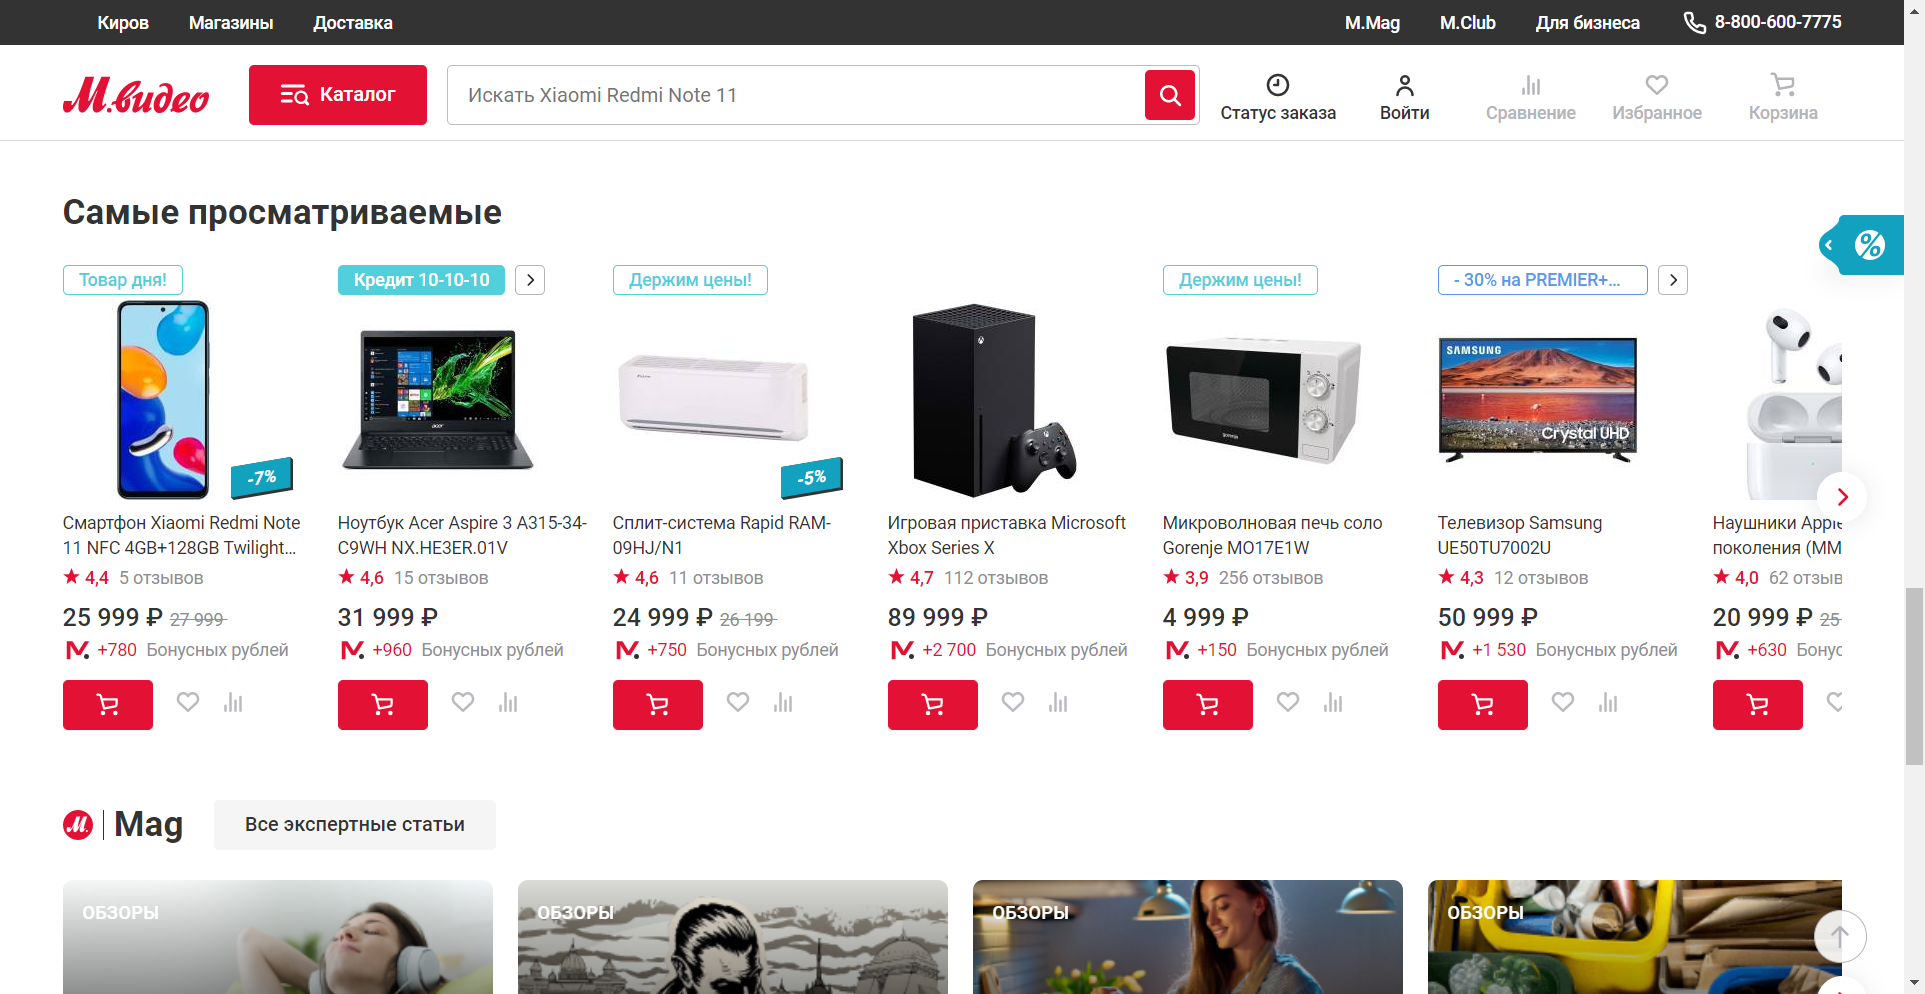 Киров Магазины Доставка M.Mag M.Club Для бизнеса 8-800-600-7775
М.видео Каталог Искать Xiaomi Redmi Note 11 Статус заказа Войти Сравнение Избранное Корзина
Самые просматриваемые
Товар дня! Кредит 10-10-10 Держим цены! Держим цены! - 30% на PREMIER+... %
SAMSUNG
Crystal UHD
acer
gorenje
-7% -5%
Смартфон Xiaomi Redmi Note Ноутбук Acer Aspire 3 A315-34- Сплит-система Rapid RAM- Игровая приставка Microsoft Микроволновая печь соло Телевизор Samsung Наушники Apple
11 NFC 4GB+128GB Twilight... C9WH NX.HE3ER.01V 09HJ/N1 Xbox Series X Gorenje MO17E1W UE50TU7002U поколения (MM
4,4 5 отзывов 4,6 15 отзывов 4,6 11 отзывов 4,7 112 отзывов 3,9 256 отзывов 4,3 12 отзывов 4,0 62 отзыв
25 999 ₽ 27 999 31 999 ₽ 24 999 ₽ 26 199 89 999 ₽ 4 999 ₽ 50 999 ₽ 20 999 ₽ 25
М. +780 Бонусных рублей М. +960 Бонусных рублей М. +750 Бонусных рублей М. +2 700 Бонусных рублей М. +150 Бонусных рублей М. +1 530 Бонусных рублей М. +630 Бонус
М. Mag Все экспертные статьи
ОБЗОРЫ ОБЗОРЫ ОБЗОРЫ ОБЗОРЫ